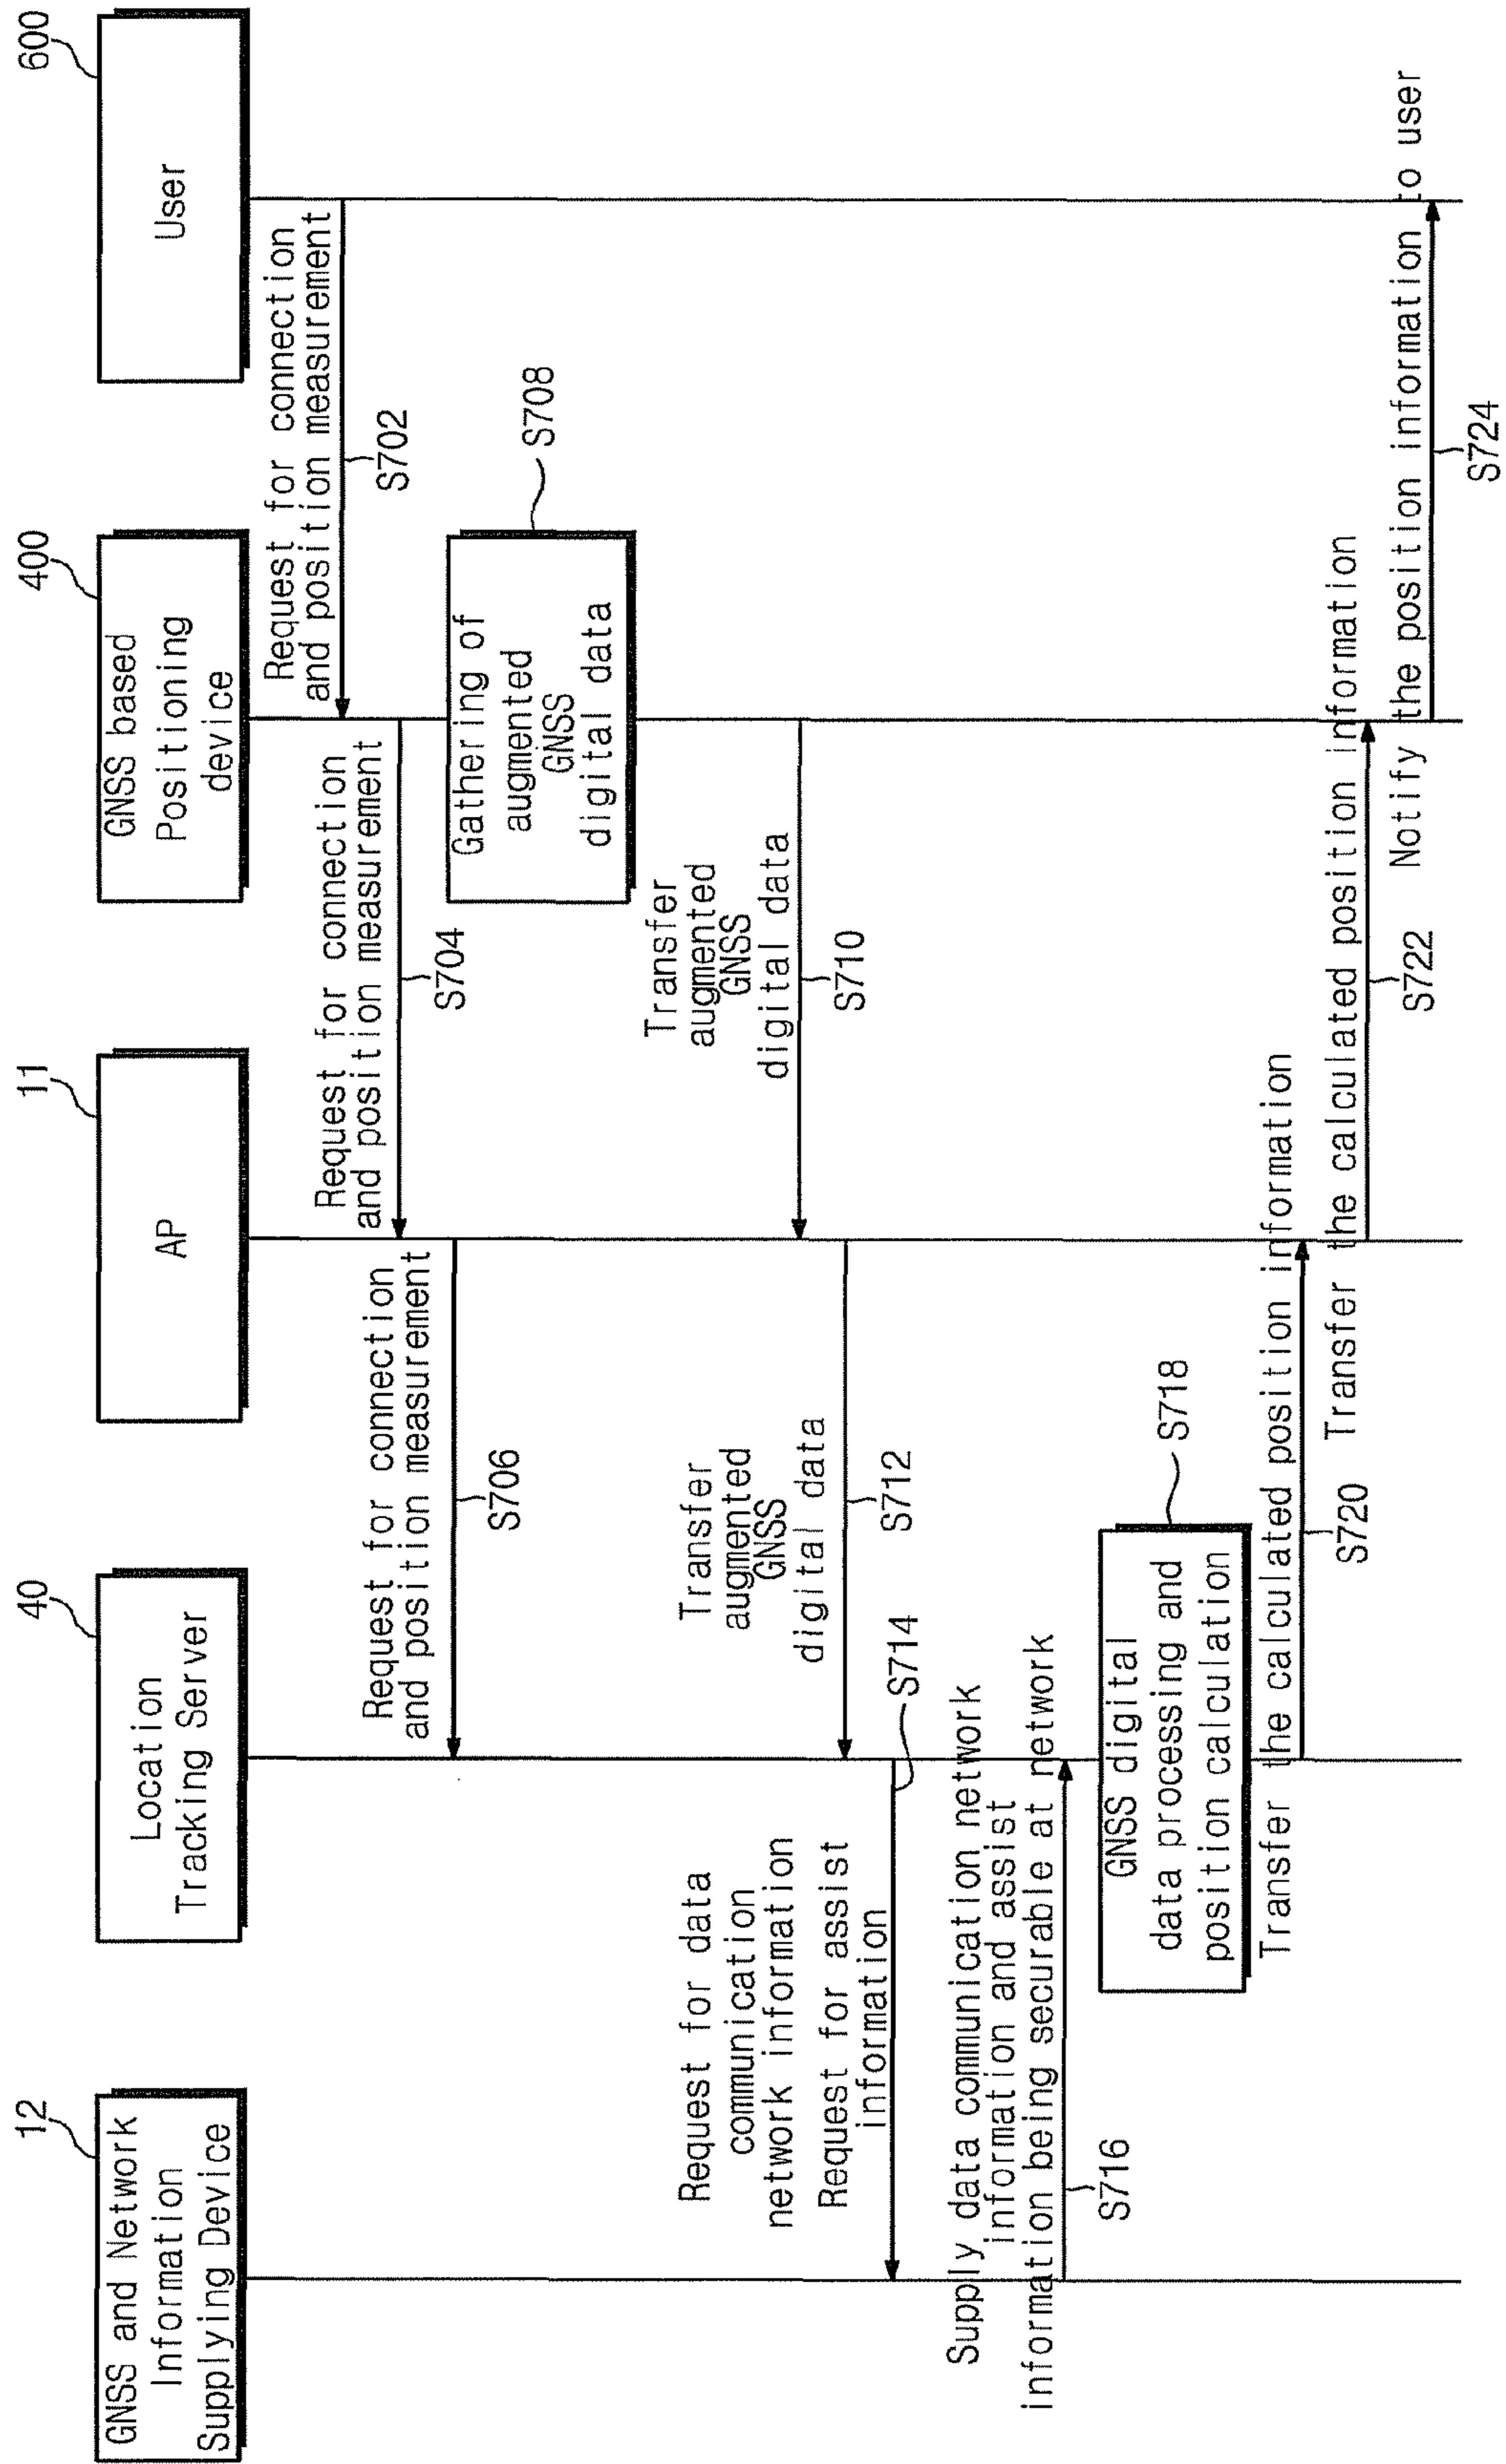 12
GNSS and Network
Information
Supplying Device
40
Location
Tracking Server
11
AP
400
GNSS based
Positioning
device
600
User
Request for connection
and position measurement
S702
Request for connection
and position measurement
S704
Request for connection
and position measurement
S706
Gathering of
augmented
GNSS
digital data
S708
Transfer
augmented
GNSS
digital data
S710
Transfer
augmented
GNSS
digital data
S712
Request for data
communication
network information
Request for assist
information
S714
Supply data communication network
information and assist
information being securable at network
S716
GNSS digital
data processing and
position calculation
S718
Transfer the calculated position information
S720
Transfer the calculated position information
S722
Notify the position information to user
S724